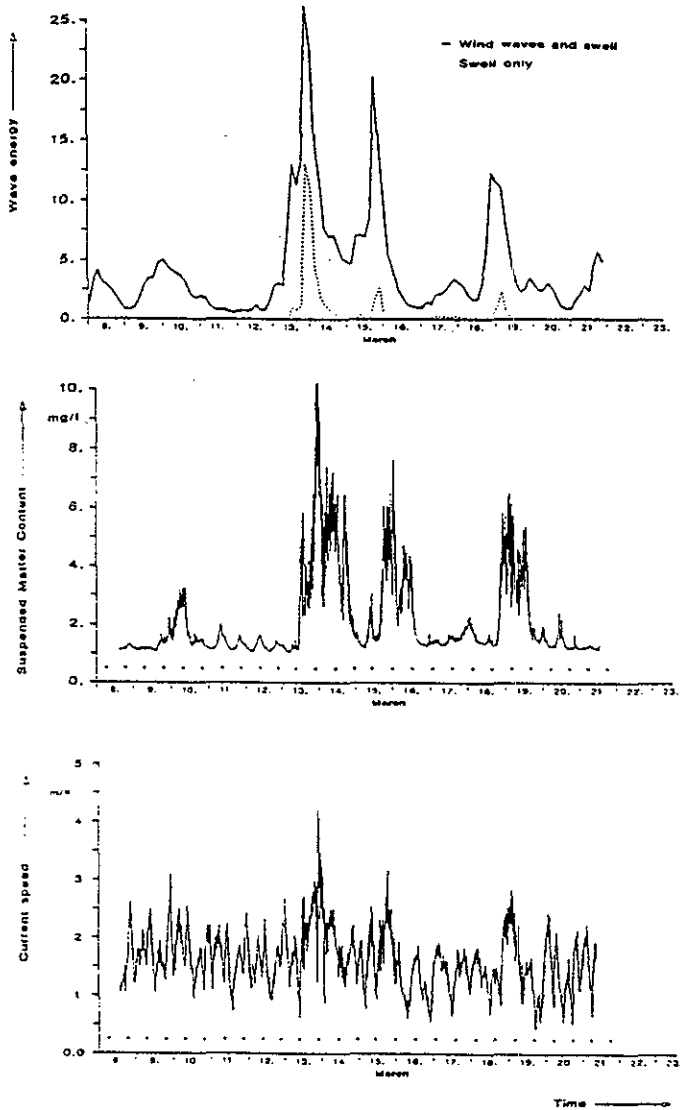 25.
20.
15.
10.
5.
0.
Wave energy
Wind waves and swell
Swell only
8. 9. 10. 11. 12. 13. 14. 15. 16. 17. 18. 19. 20. 21. 22. 23.
March
10.
mg/l
8.
6.
4.
2.
0.
Suspended Matter Content
8. 9. 10. 11. 12. 13. 14. 15. 16. 17. 18. 19. 20. 21. 22. 23.
March
5
4
3
2
1
0.0
Current speed
8. 9. 10. 11. 12. 13. 14. 15. 16. 17. 18. 19. 20. 21. 22. 23.
March
Time